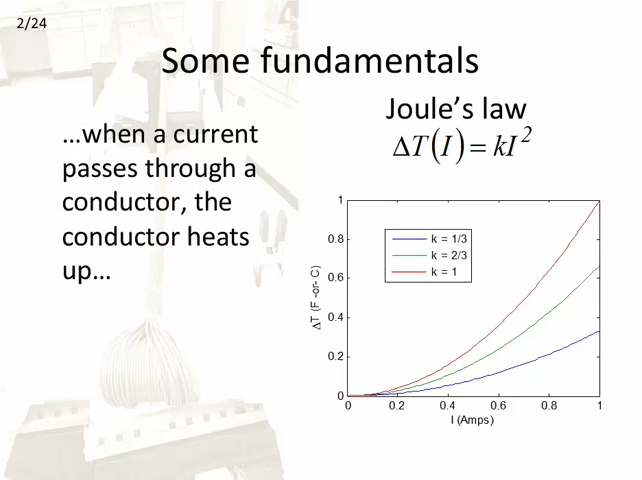 2/24
Some fundamentals
…when a current
passes through a
conductor, the
conductor heats
up…
Joule’s law
ΔT(I) = kI²
1
0.8
0.6
0.4
0.2
0
ΔT (F -or- C)
k = 1/3
k = 2/3
k = 1
0 0.2 0.4 0.6 0.8 1
I (Amps)